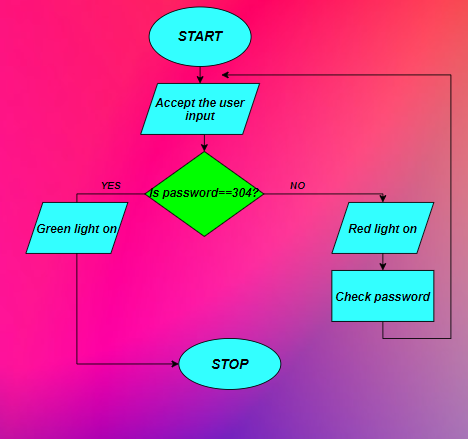 START
Accept the user
input
Is password==304?
YES
NO
Green light on
Red light on
Check password
STOP